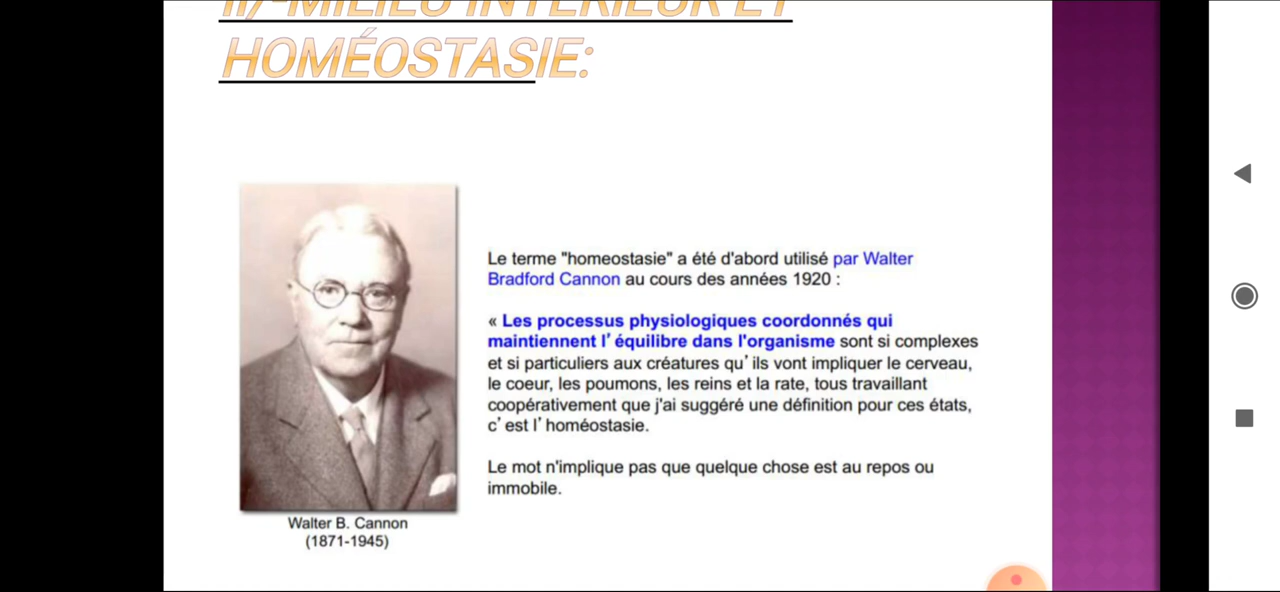 II/-MILIEU INTÉRIEUR ET
HOMÉOSTASIE:
Le terme "homeostasie" a été d'abord utilisé par Walter
Bradford Cannon au cours des années 1920 :
« Les processus physiologiques coordonnés qui
maintiennent l'équilibre dans l'organisme sont si complexes
et si particuliers aux créatures qu'ils vont impliquer le cerveau,
le coeur, les poumons, les reins et la rate, tous travaillant
coopérativement que j'ai suggéré une définition pour ces états,
c'est l'homéostasie.
Le mot n'implique pas que quelque chose est au repos ou
immobile.
Walter B. Cannon
(1871-1945)